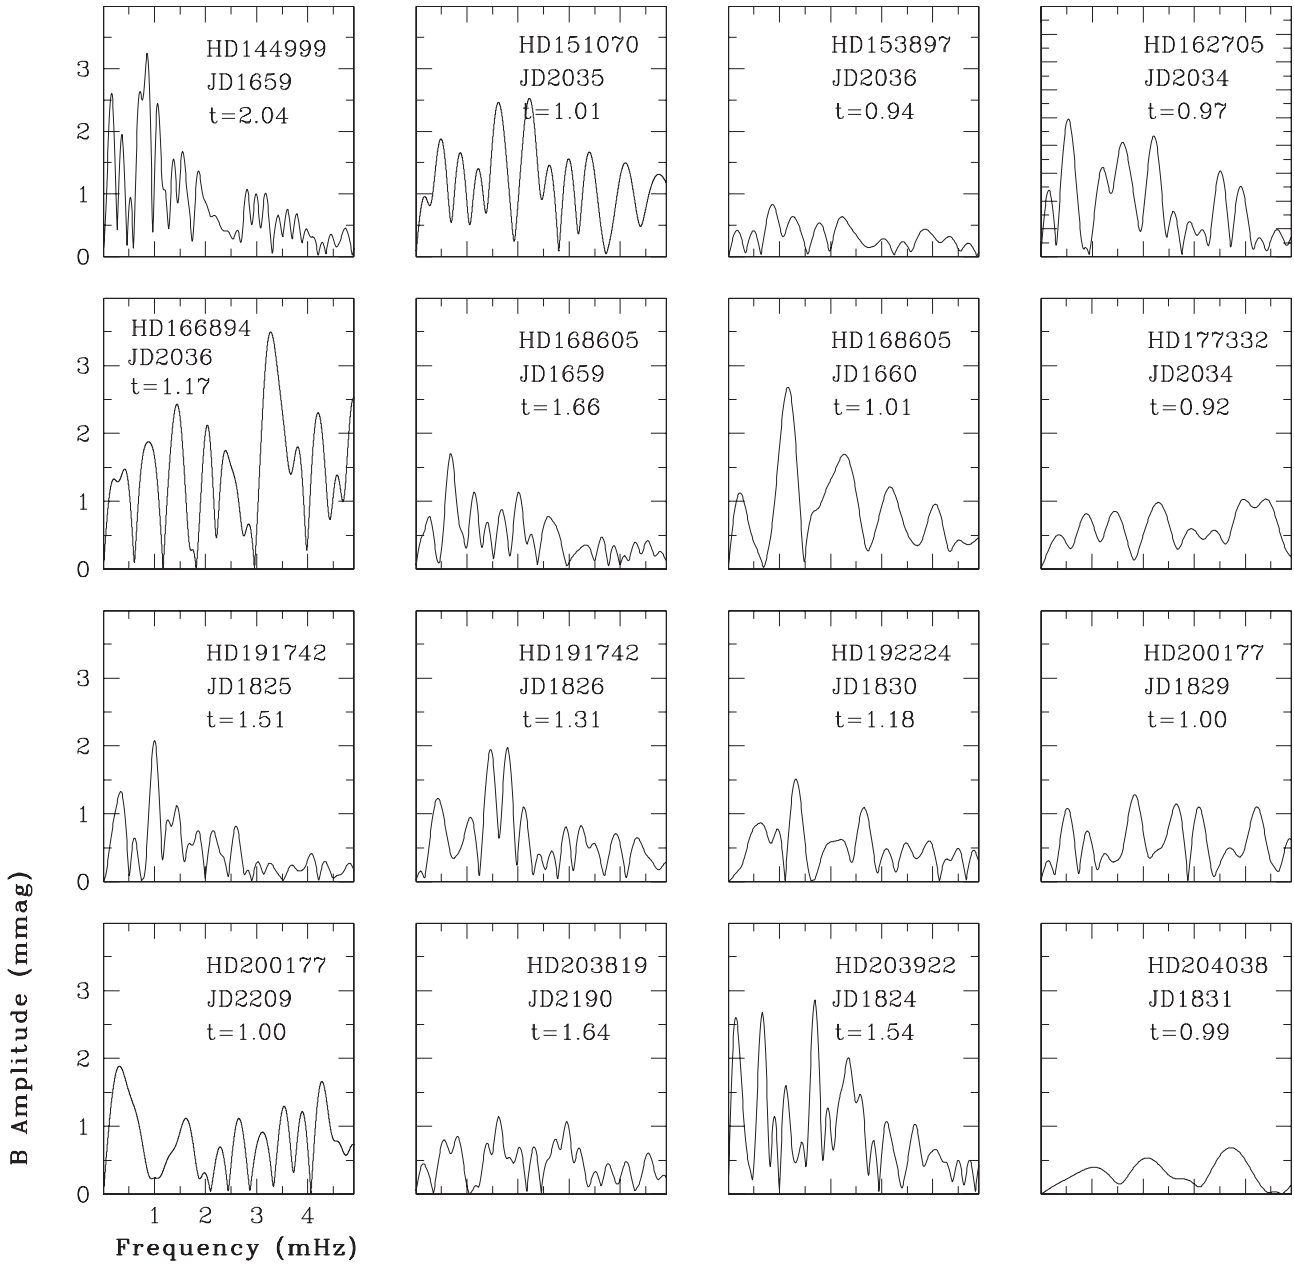 HD144999
JD1659
t=2.04
HD151070
JD2035
t=1.01
HD153897
JD2036
t=0.94
HD162705
JD2034
t=0.97
3
2
1
0
HD166894
JD2036
t=1.17
HD168605
JD1659
t=1.66
HD168605
JD1660
t=1.01
HD177332
JD2034
t=0.92
3
2
1
0
HD191742
JD1825
t=1.51
HD191742
JD1826
t=1.31
HD192224
JD1830
t=1.18
HD200177
JD1829
t=1.00
3
2
1
0
HD200177
JD2209
t=1.00
HD203819
JD2190
t=1.64
HD203922
JD1824
t=1.54
HD204038
JD1831
t=0.99
3
2
1
0
1 2 3 4
Frequency (mHz)
B Amplitude (mmag)